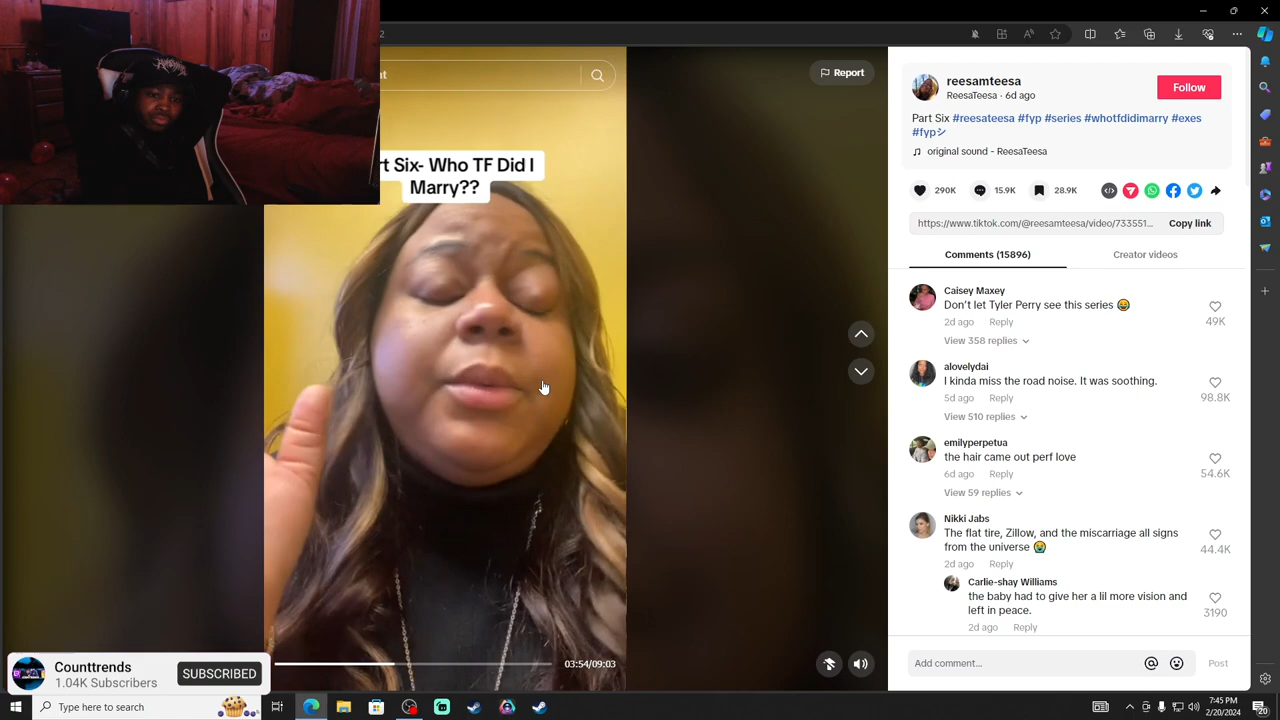 2
nt
Report
rt Six- Who TF Did I
Marry??
03:54/09:03
Counttrends
1.04K Subscribers
SUBSCRIBED
reesamteesa
ReesaTeesa · 6d ago
Follow
Part Six #reesateesa #fyp #series #whotfdidimarry #exes
#fypシ
original sound - ReesaTeesa
290K
15.9K
28.9K
https://www.tiktok.com/@reesamteesa/video/733551...
Copy link
Comments (15896)
Creator videos
Caisey Maxey
Don't let Tyler Perry see this series 😂
2d ago Reply
49K
View 358 replies
alovelydai
I kinda miss the road noise. It was soothing.
5d ago Reply
98.8K
View 510 replies
emilyperpetua
the hair came out perf love
6d ago Reply
54.6K
View 59 replies
Nikki Jabs
The flat tire, Zillow, and the miscarriage all signs
from the universe 😭
2d ago Reply
44.4K
Carlie-shay Williams
the baby had to give her a lil more vision and
left in peace.
2d ago Reply
3190
Add comment...
Post
Type here to search
7:45 PM
2/20/2024
20